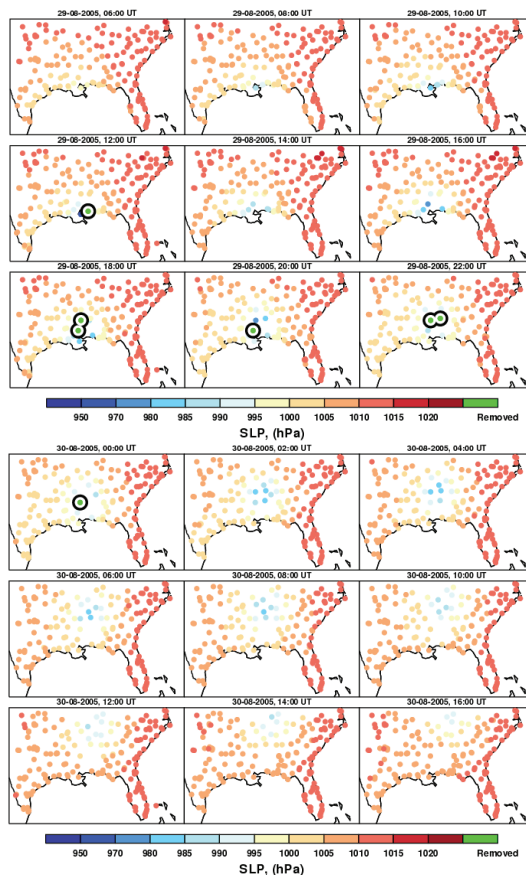 29-08-2005, 06:00 UT 29-08-2005, 08:00 UT 29-08-2005, 10:00 UT
29-08-2005, 12:00 UT 29-08-2005, 14:00 UT 29-08-2005, 16:00 UT
29-08-2005, 18:00 UT 29-08-2005, 20:00 UT 29-08-2005, 22:00 UT
950 970 980 985 990 995 1000 1005 1010 1015 1020 Removed
SLP, (hPa)
30-08-2005, 00:00 UT 30-08-2005, 02:00 UT 30-08-2005, 04:00 UT
30-08-2005, 06:00 UT 30-08-2005, 08:00 UT 30-08-2005, 10:00 UT
30-08-2005, 12:00 UT 30-08-2005, 14:00 UT 30-08-2005, 16:00 UT
950 970 980 985 990 995 1000 1005 1010 1015 1020 Removed
SLP, (hPa)